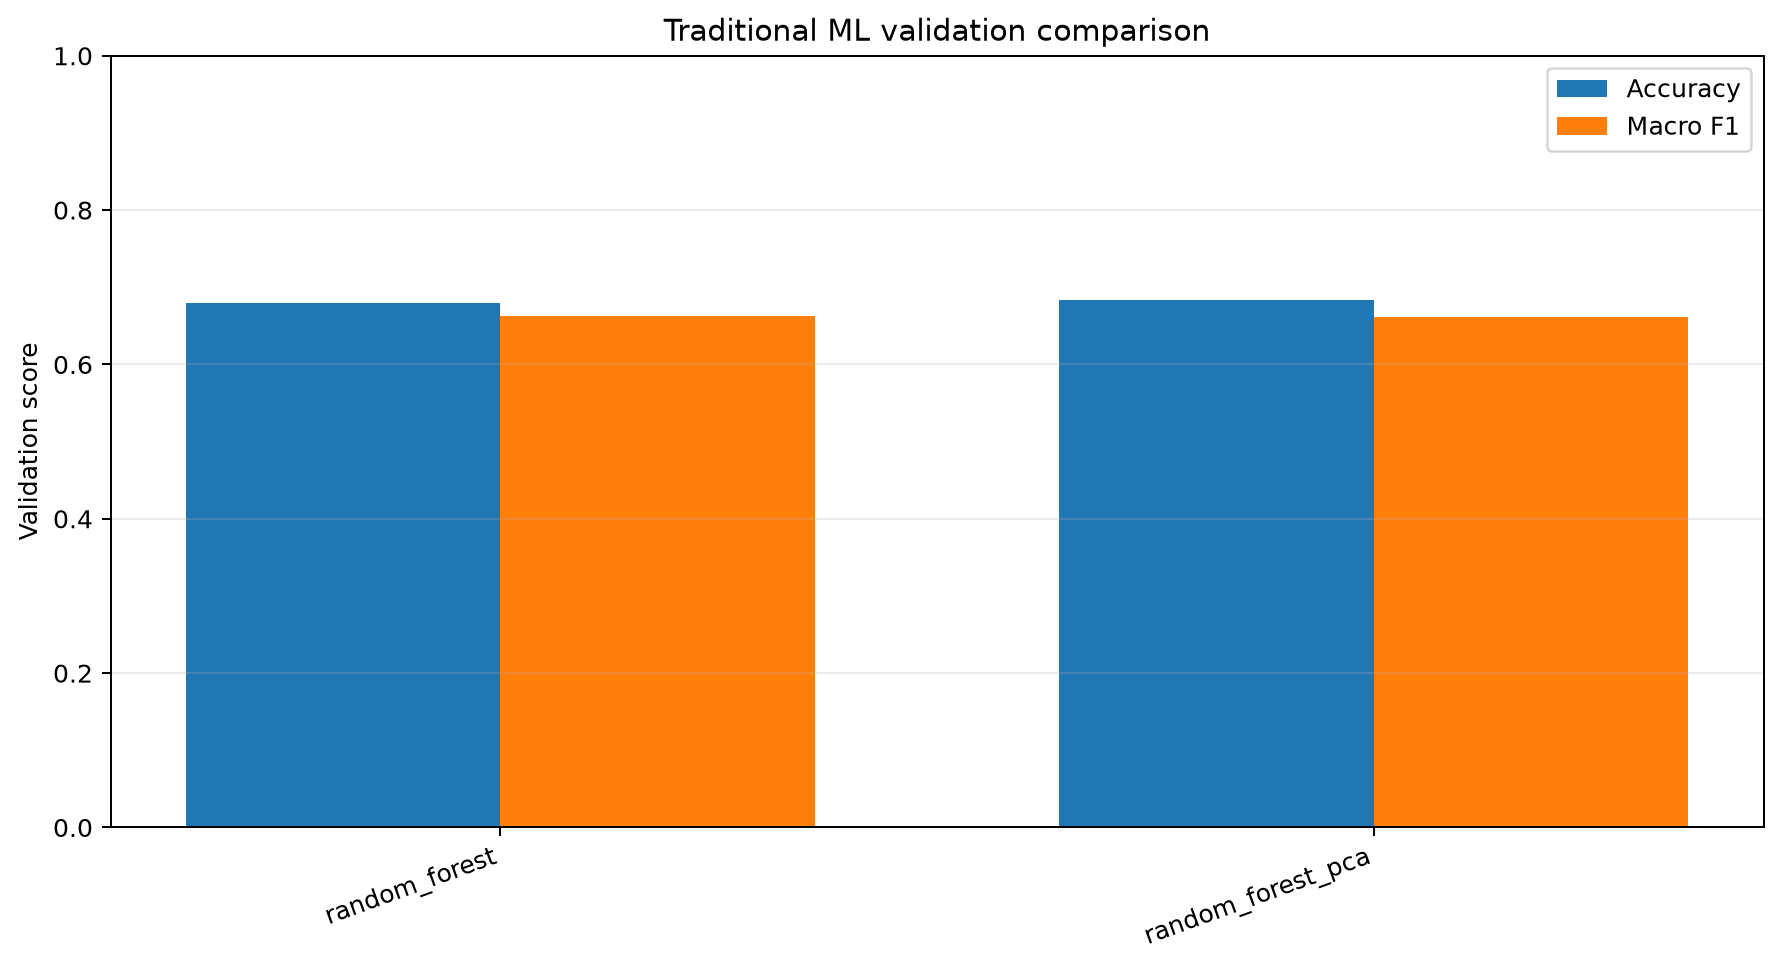 Traditional ML validation comparison
1.0
Accuracy
Macro F1
0.8
0.6
Validation score
0.4
0.2
0.0
random_forest
random_forest_pca